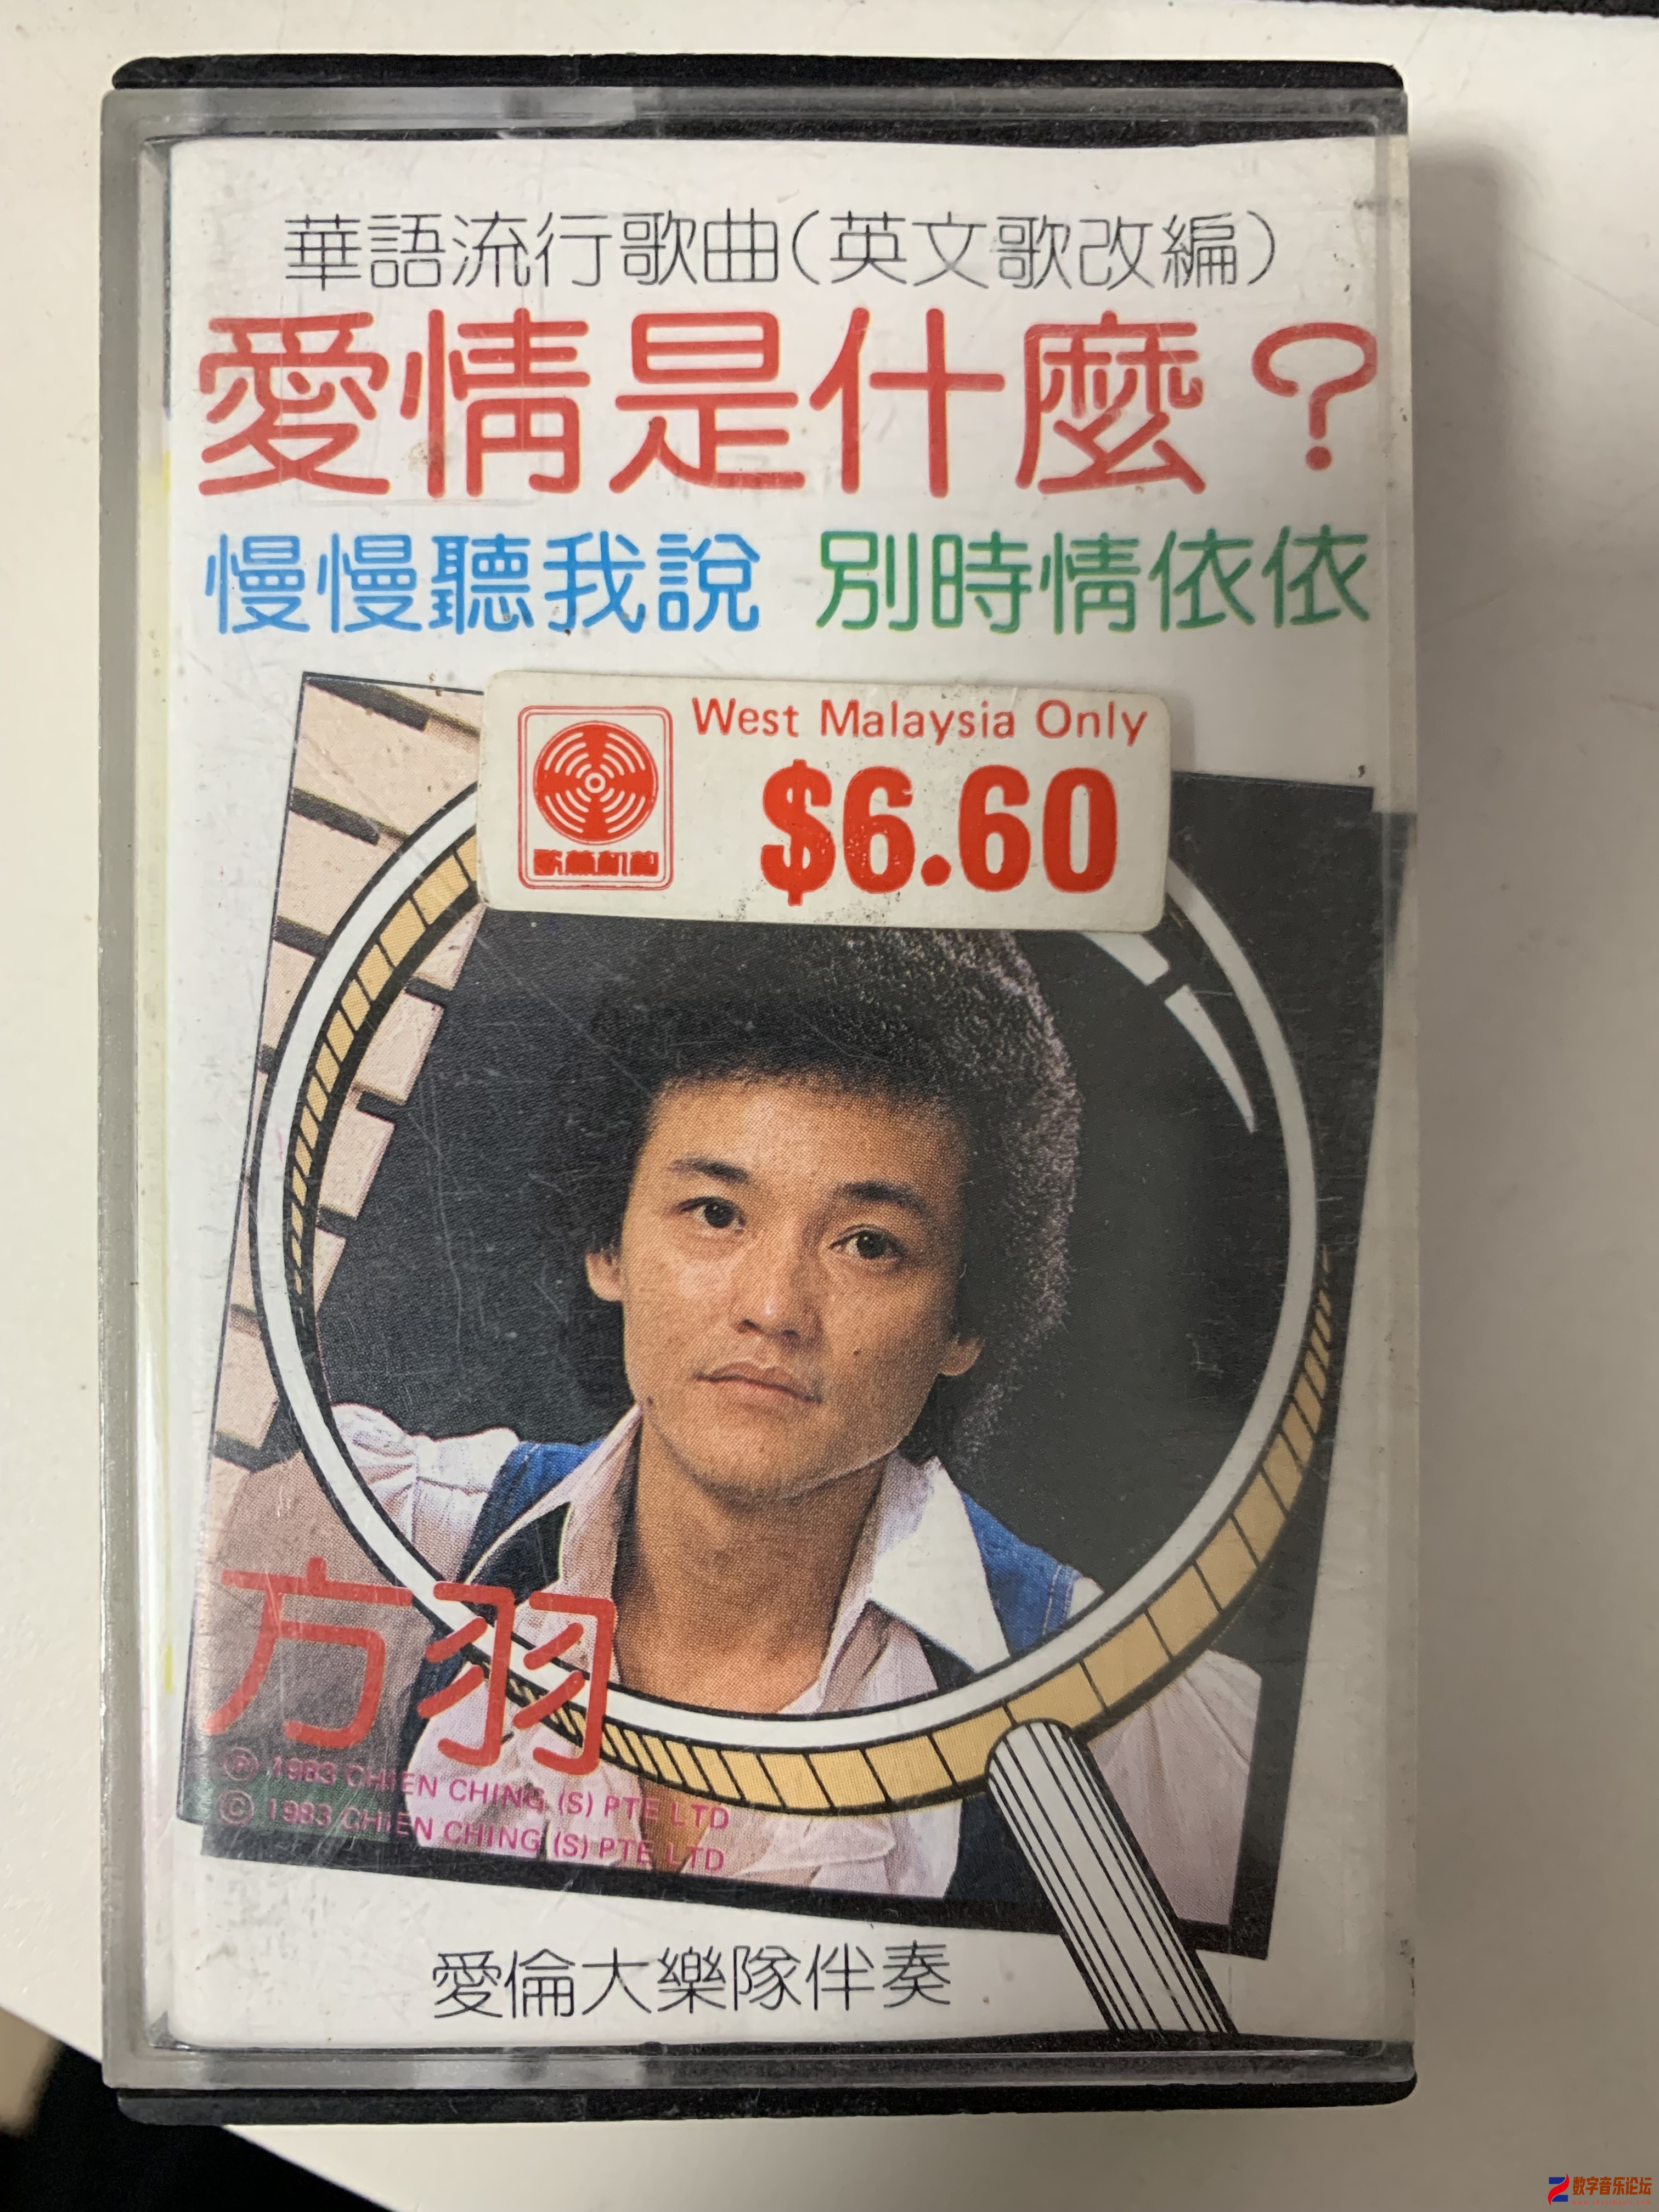 華語流行歌曲(英文歌改編)
愛情是什麼？
慢慢聽我說 別時情依依
West Malaysia Only
$6.60
方羽
Ⓟ 1983 CHIEN CHING (S) PTE LTD
© 1983 CHIEN CHING (S) PTE LTD
愛倫大樂隊伴奏
数字音乐论坛